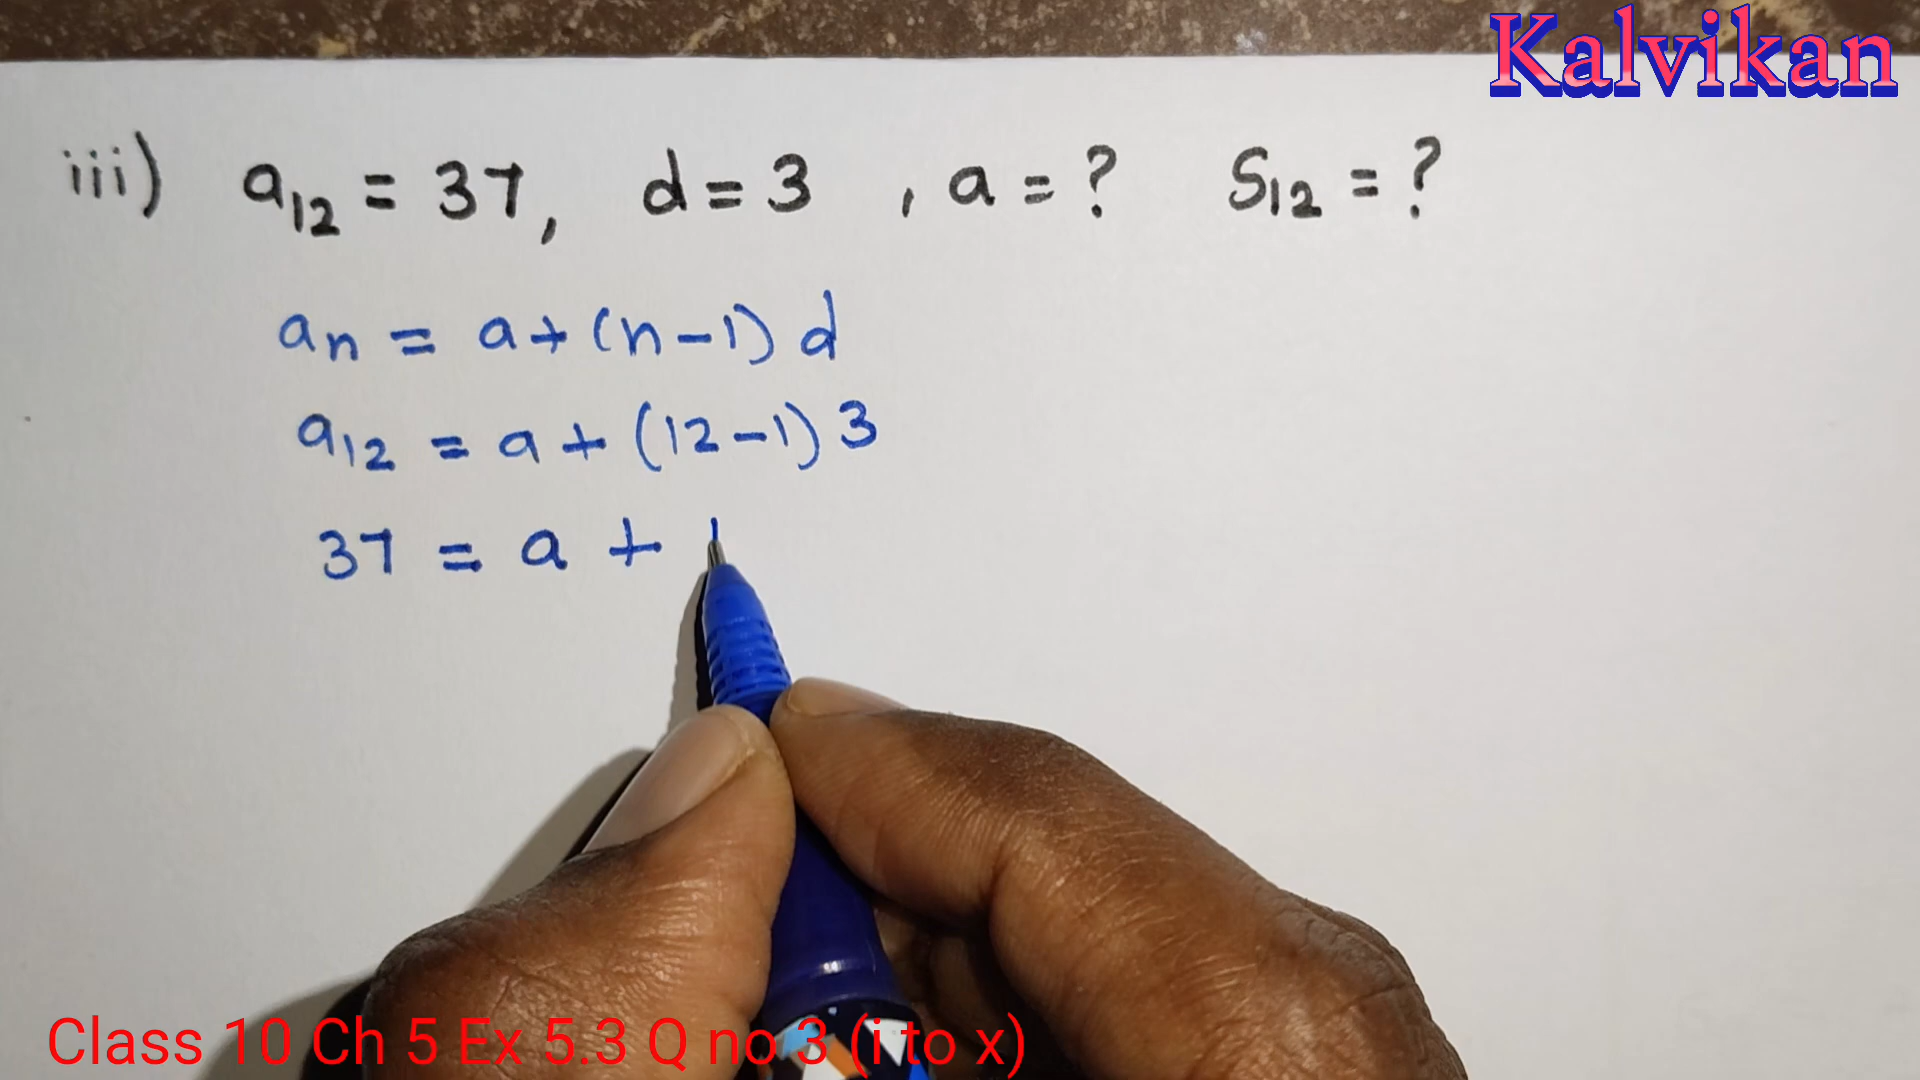 Kalvikan
iii) a₁₂ = 37, d = 3 , a = ? S₁₂ = ?
aₙ = a + (n - 1) d
a₁₂ = a + (12 - 1) 3
37 = a +
Class 10 Ch 5 Ex 5.3 Q no 3 (i to x)